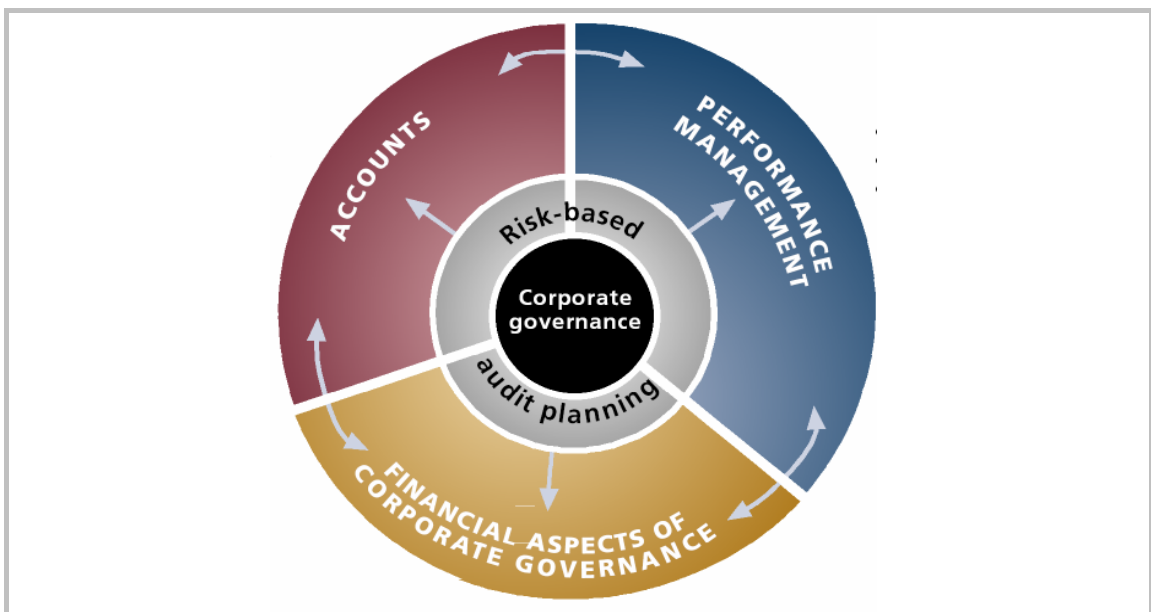 ACCOUNTS
PERFORMANCE
MANAGEMENT
Risk-based
Corporate
governance
audit planning
FINANCIAL ASPECTS OF
CORPORATE GOVERNANCE